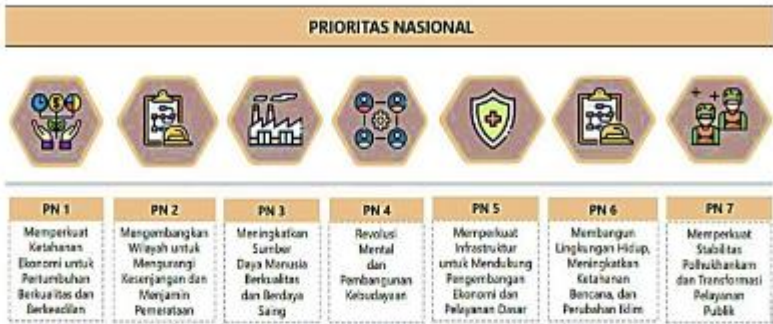 PRIORITAS NASIONAL
PN 1
Memperkuat
Ketahanan
Ekonomi untuk
Pertumbuhan
Berkualitas dan
Berkeadilan
PN 2
Mengembangkan
Wilayah untuk
Mengurangi
Kesenjangan dan
Menjamin
Pemerataan
PN 3
Meningkatkan
Sumber
Daya Manusia
Berkualitas
dan Berdaya
Saing
PN 4
Revolusi
Mental
dan
Pembangunan
Kebudayaan
PN 5
Memperkuat
Infrastruktur
untuk Mendukung
Pengembangan
Ekonomi dan
Pelayanan Dasar
PN 6
Membangun
Lingkungan Hidup,
Meningkatkan
Ketahanan
Bencana, dan
Perubahan Iklim
PN 7
Memperkuat
Stabilitas
Polhukhankam
dan Transformasi
Pelayanan
Publik